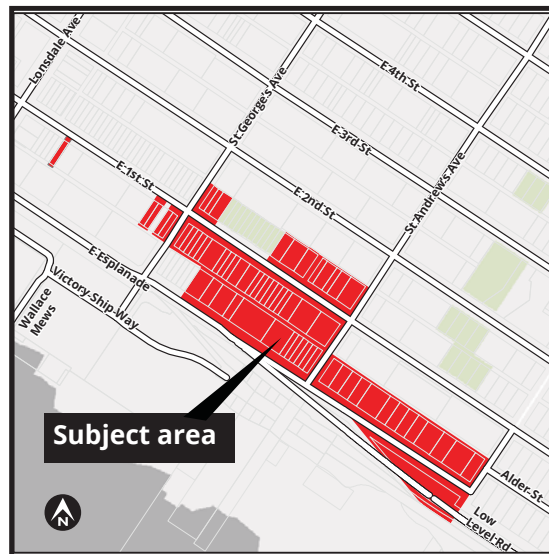 Lonsdale Ave
St George's Ave
E 4th St
E 3rd St
St Andrew's Ave
E 1st St
E 2nd St
E Esplanade
Victory Ship Way
Wallace
Mews
Subject area
Alder St
Low
Level Rd
N